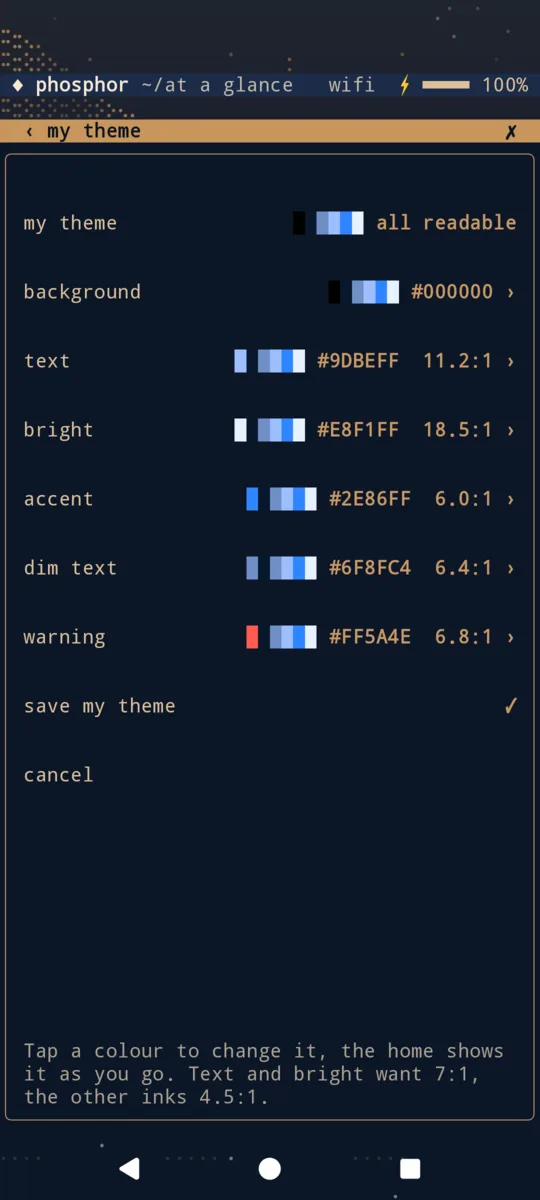 ♦ phosphor ~/at a glance wifi ⚡ 100%
‹ my theme ✗
my theme all readable
background #000000 ›
text #9DBEFF 11.2:1 ›
bright #E8F1FF 18.5:1 ›
accent #2E86FF 6.0:1 ›
dim text #6F8FC4 6.4:1 ›
warning #FF5A4E 6.8:1 ›
save my theme ✓
cancel
Tap a colour to change it, the home shows
it as you go. Text and bright want 7:1,
the other inks 4.5:1.